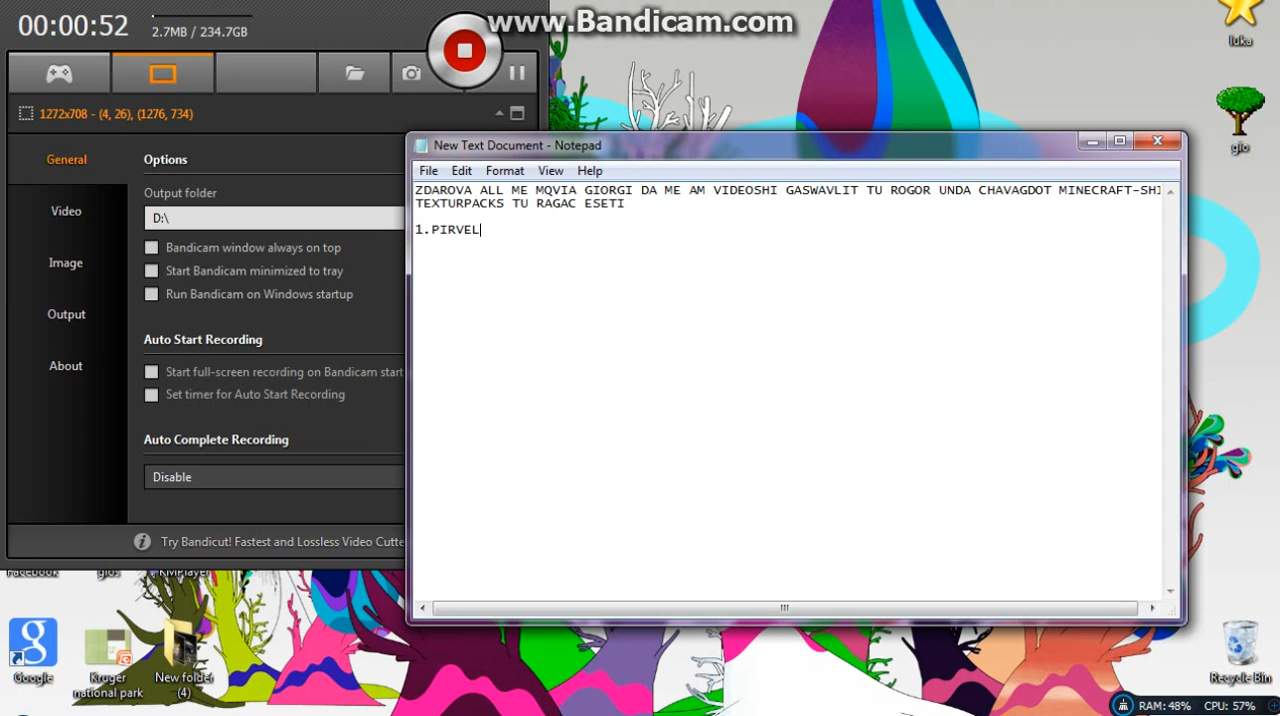 00:00:52
2.7MB / 234.7GB
www.Bandicam.com
1272x708 - (4, 26), (1276, 734)
General
Video
Image
Output
About
Options
Output folder
D:\
Bandicam window always on top
Start Bandicam minimized to tray
Run Bandicam on Windows startup
Auto Start Recording
Start full-screen recording on Bandicam start
Set timer for Auto Start Recording
Auto Complete Recording
Disable
Try Bandicut! Fastest and Lossless Video Cutte
New Text Document - Notepad
File Edit Format View Help
ZDAROVA ALL ME MQVIA GIORGI DA ME AM VIDEOSHI GASWAVLIT TU ROGOR UNDA CHAVAGDOT MINECRAFT-SHI
TEXTURPACKS TU RAGAC ESETI
1.PIRVEL
luka
gio
Facebook
gios
KMPlayer
Google
Kruger
national park
New folder
(4)
Recycle Bin
RAM: 48% CPU: 57%